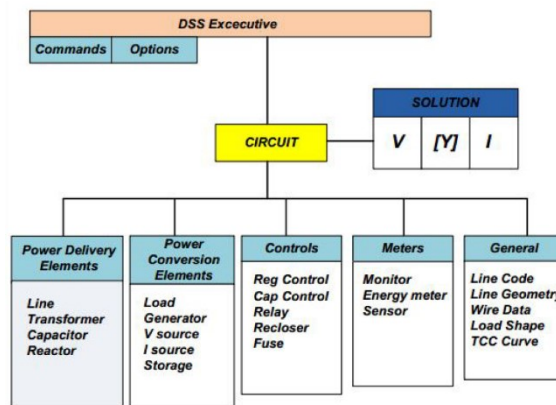 DSS Excecutive
Commands
Options
CIRCUIT
SOLUTION
V
[Y]
I
Power Delivery
Elements
Line
Transformer
Capacitor
Reactor
Power
Conversion
Elements
Load
Generator
V source
I source
Storage
Controls
Reg Control
Cap Control
Relay
Recloser
Fuse
Meters
Monitor
Energy meter
Sensor
General
Line Code
Line Geometry
Wire Data
Load Shape
TCC Curve